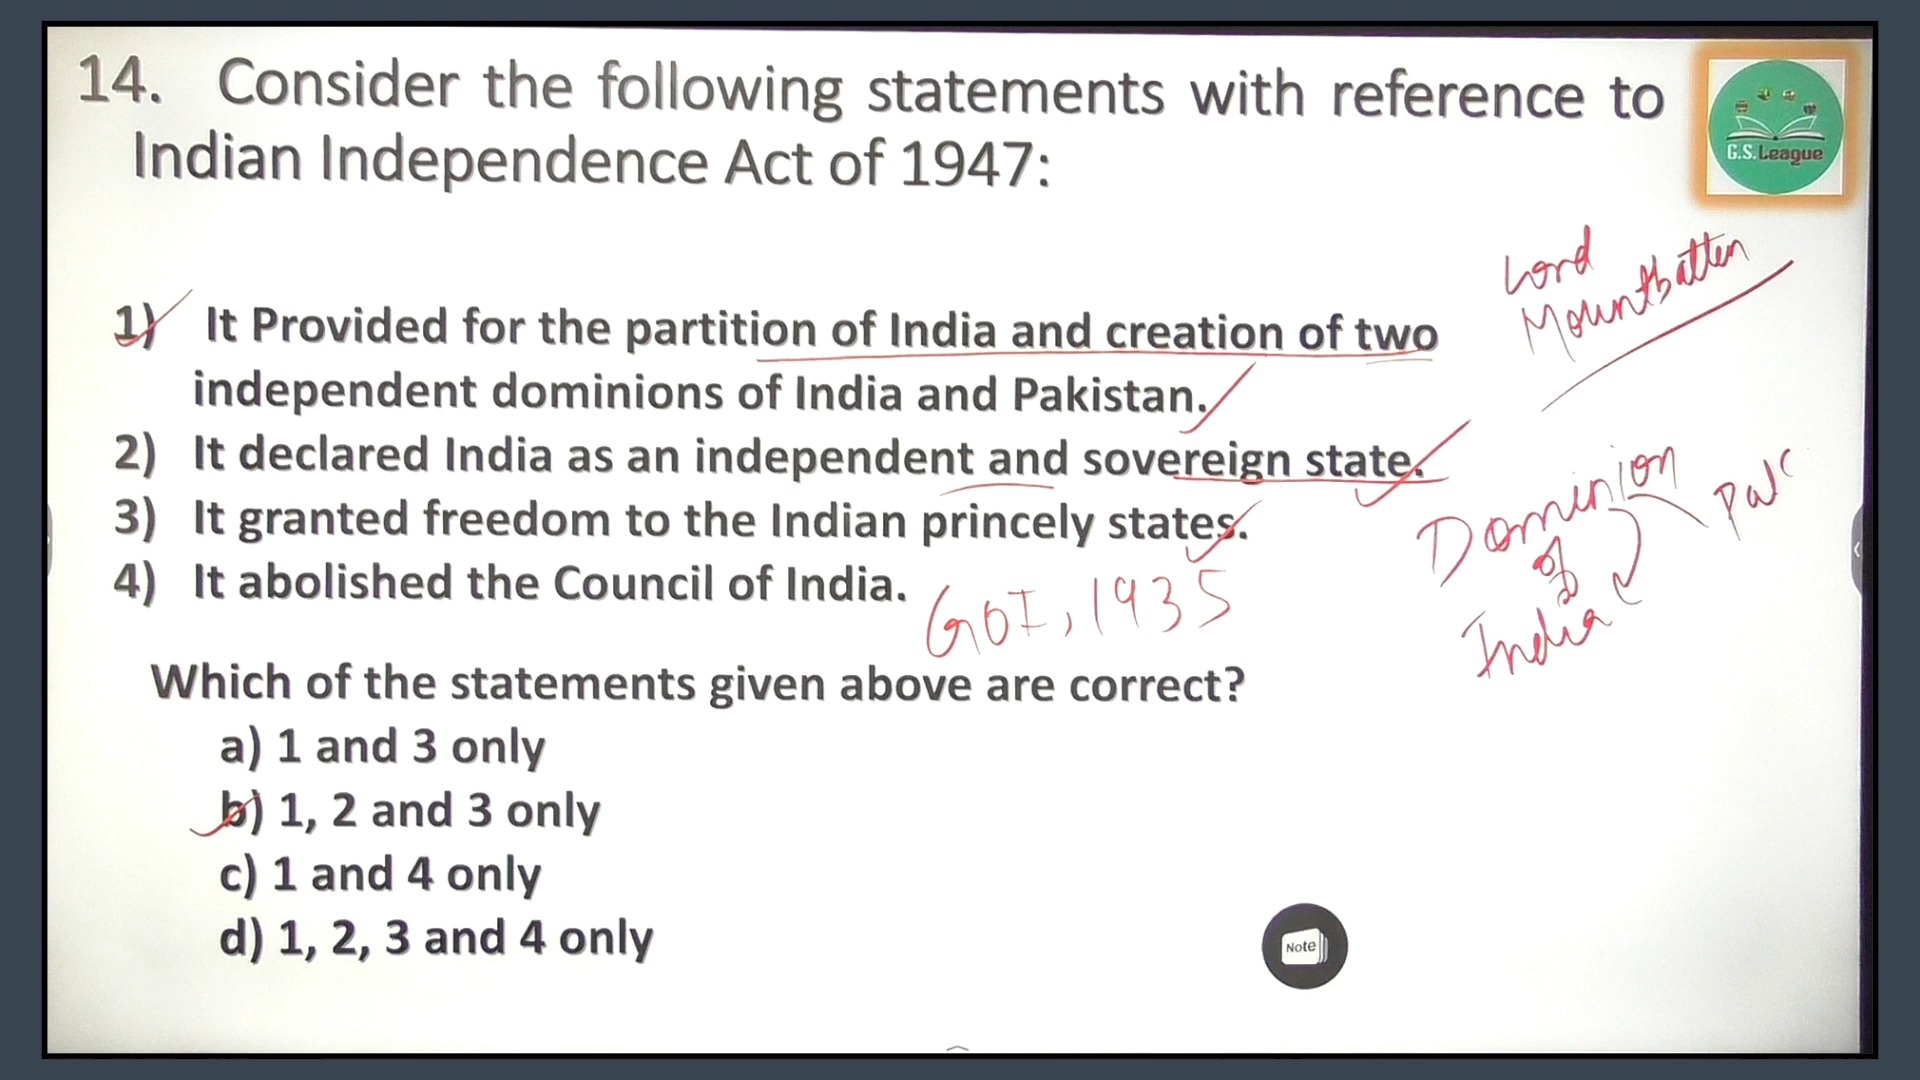 14. Consider the following statements with reference to
Indian Independence Act of 1947:
G.S.League
Lord
Mountbatten
1) It Provided for the partition of India and creation of two
independent dominions of India and Pakistan.
2) It declared India as an independent and sovereign state.
3) It granted freedom to the Indian princely states.
4) It abolished the Council of India.
GOI, 1935
Dominion
of
India
Pak
Which of the statements given above are correct?
a) 1 and 3 only
b) 1, 2 and 3 only
c) 1 and 4 only
d) 1, 2, 3 and 4 only
Note